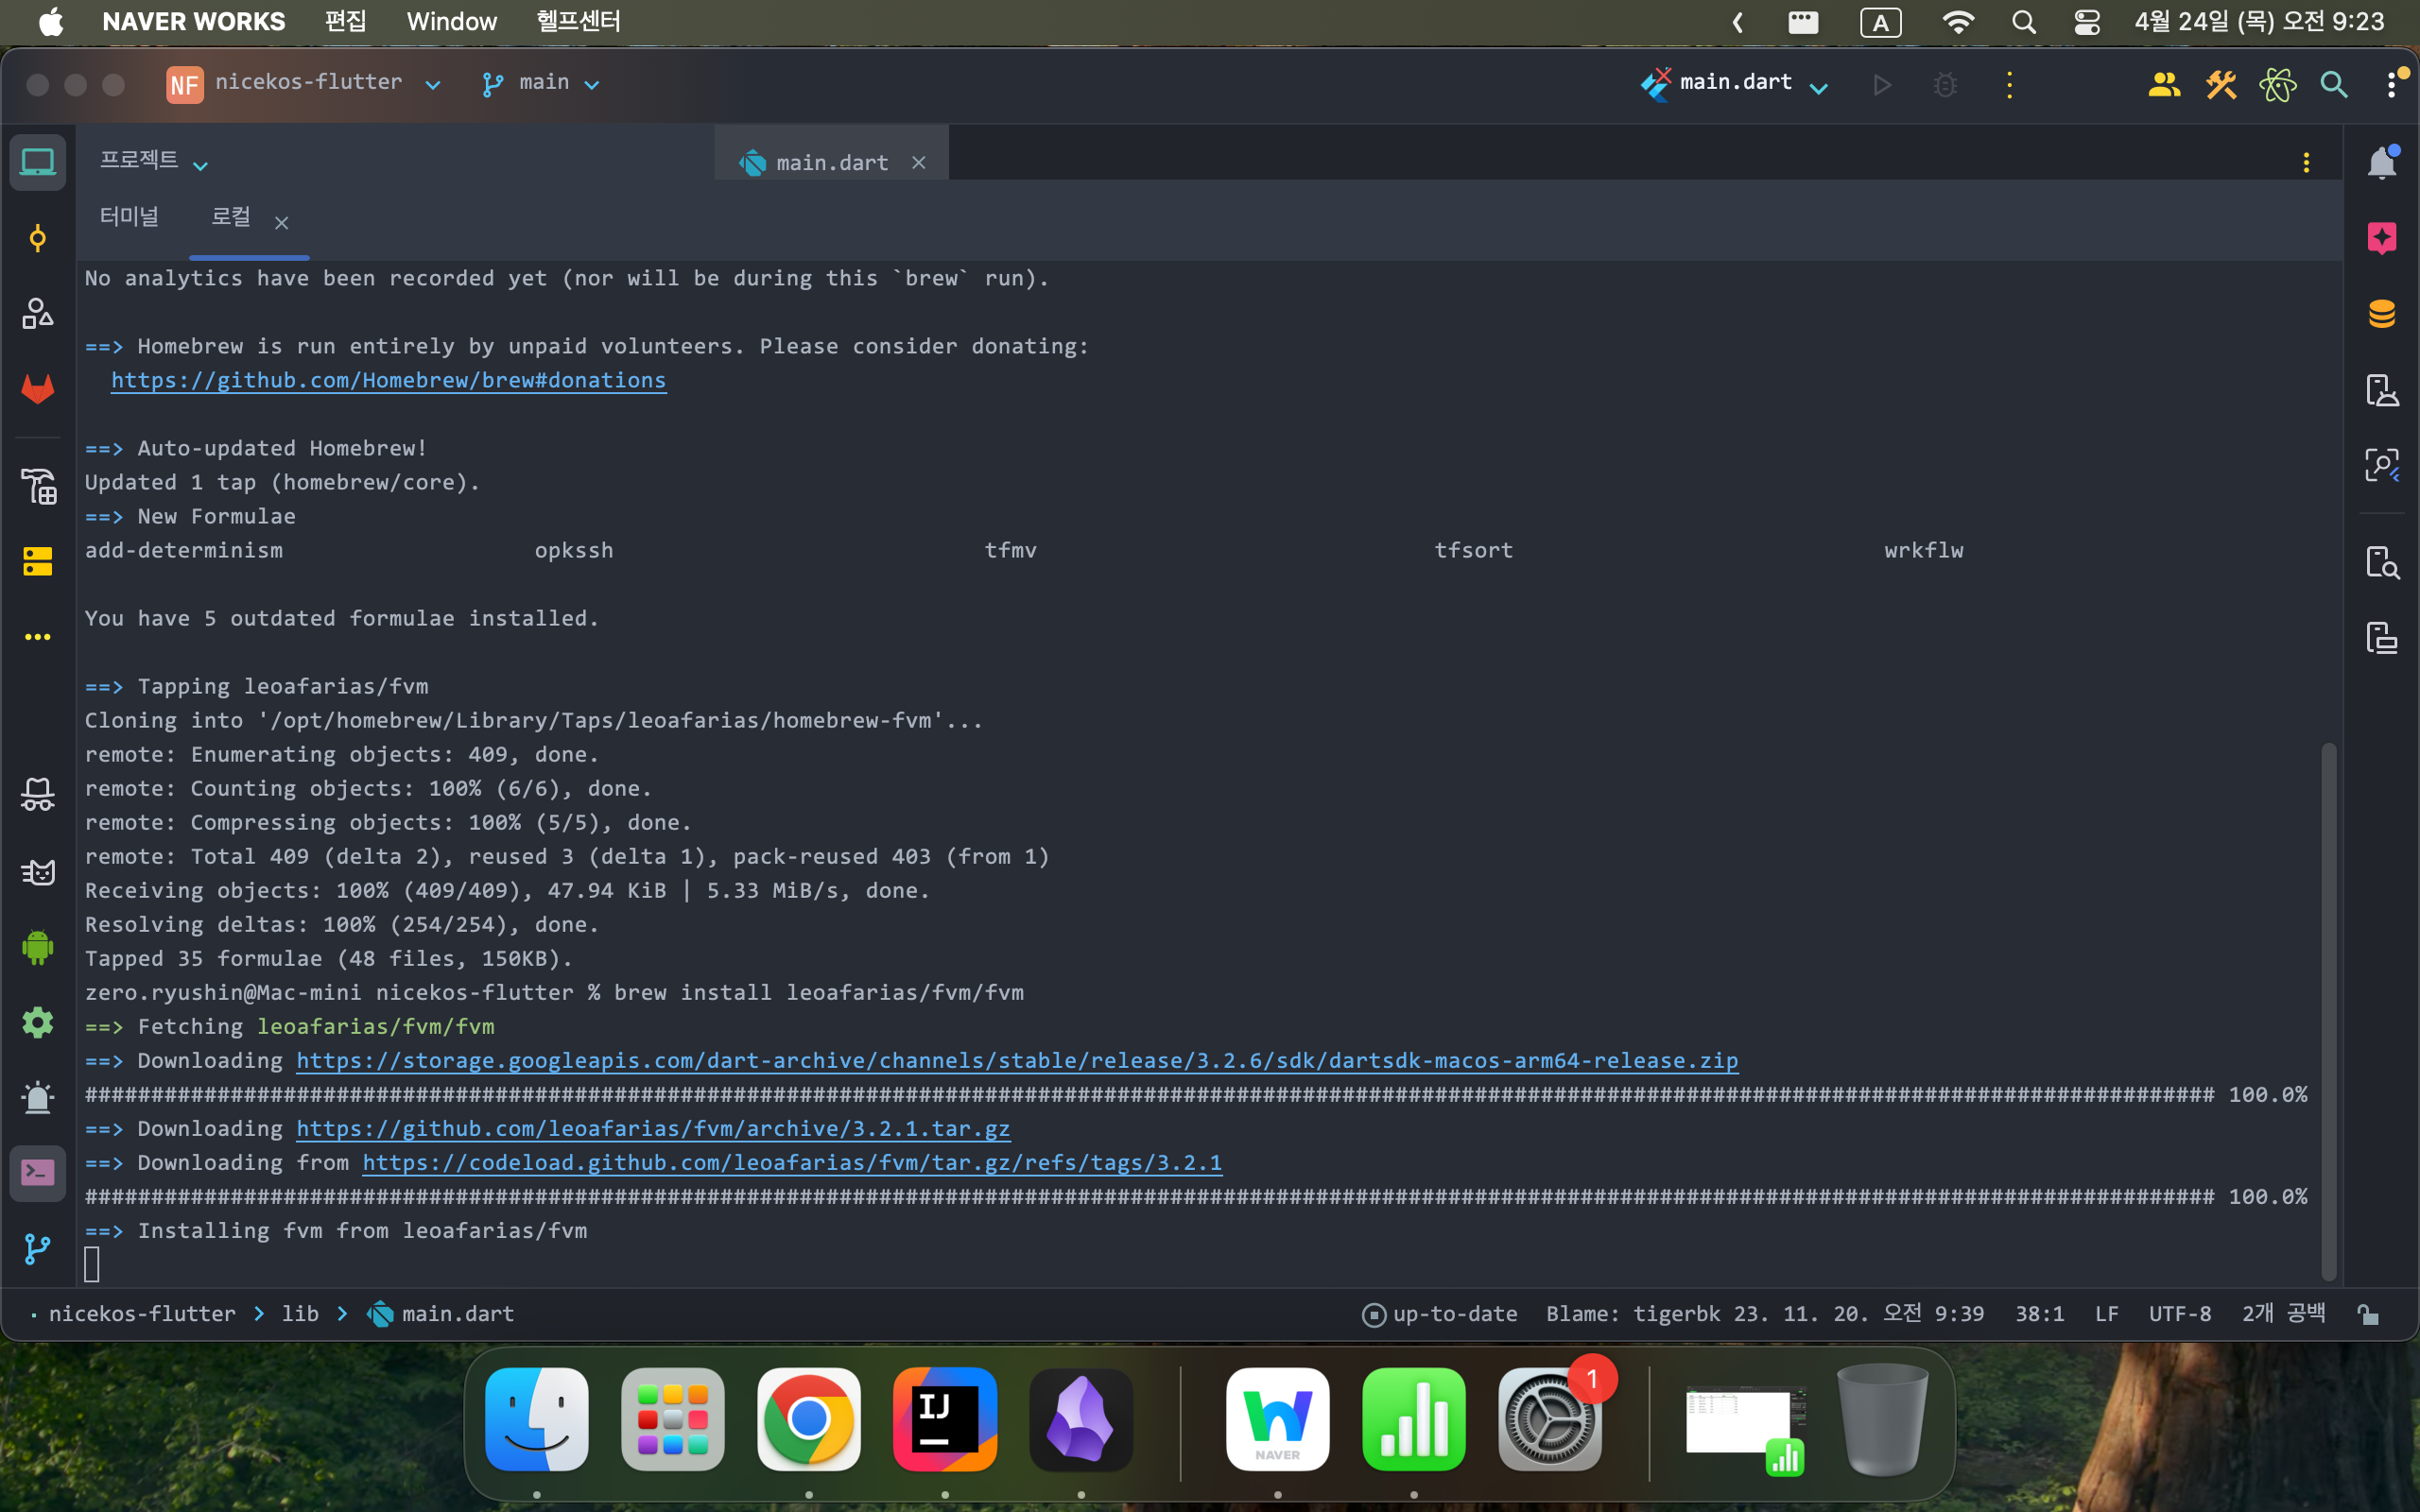 NAVER WORKS 편집 Window 헬프센터 A 4월 24일 (목) 오전 9:23
NF nicekos-flutter main main.dart
프로젝트 main.dart
터미널 로컬
No analytics have been recorded yet (nor will be during this `brew` run).
==> Homebrew is run entirely by unpaid volunteers. Please consider donating:
https://github.com/Homebrew/brew#donations
==> Auto-updated Homebrew!
Updated 1 tap (homebrew/core).
==> New Formulae
add-determinism opkssh tfmv tfsort wrkflw
You have 5 outdated formulae installed.
==> Tapping leoafarias/fvm
Cloning into '/opt/homebrew/Library/Taps/leoafarias/homebrew-fvm'...
remote: Enumerating objects: 409, done.
remote: Counting objects: 100% (6/6), done.
remote: Compressing objects: 100% (5/5), done.
remote: Total 409 (delta 2), reused 3 (delta 1), pack-reused 403 (from 1)
Receiving objects: 100% (409/409), 47.94 KiB | 5.33 MiB/s, done.
Resolving deltas: 100% (254/254), done.
Tapped 35 formulae (48 files, 150KB).
zero.ryushin@Mac-mini nicekos-flutter % brew install leoafarias/fvm/fvm
==> Fetching leoafarias/fvm/fvm
==> Downloading https://storage.googleapis.com/dart-archive/channels/stable/release/3.2.6/sdk/dartsdk-macos-arm64-release.zip
################################################################################################################################################################# 100.0%
==> Downloading https://github.com/leoafarias/fvm/archive/3.2.1.tar.gz
==> Downloading from https://codeload.github.com/leoafarias/fvm/tar.gz/refs/tags/3.2.1
################################################################################################################################################################# 100.0%
==> Installing fvm from leoafarias/fvm
nicekos-flutter > lib > main.dart up-to-date Blame: tigerbk 23. 11. 20. 오전 9:39 38:1 LF UTF-8 2개 공백
IJ NAVER 1